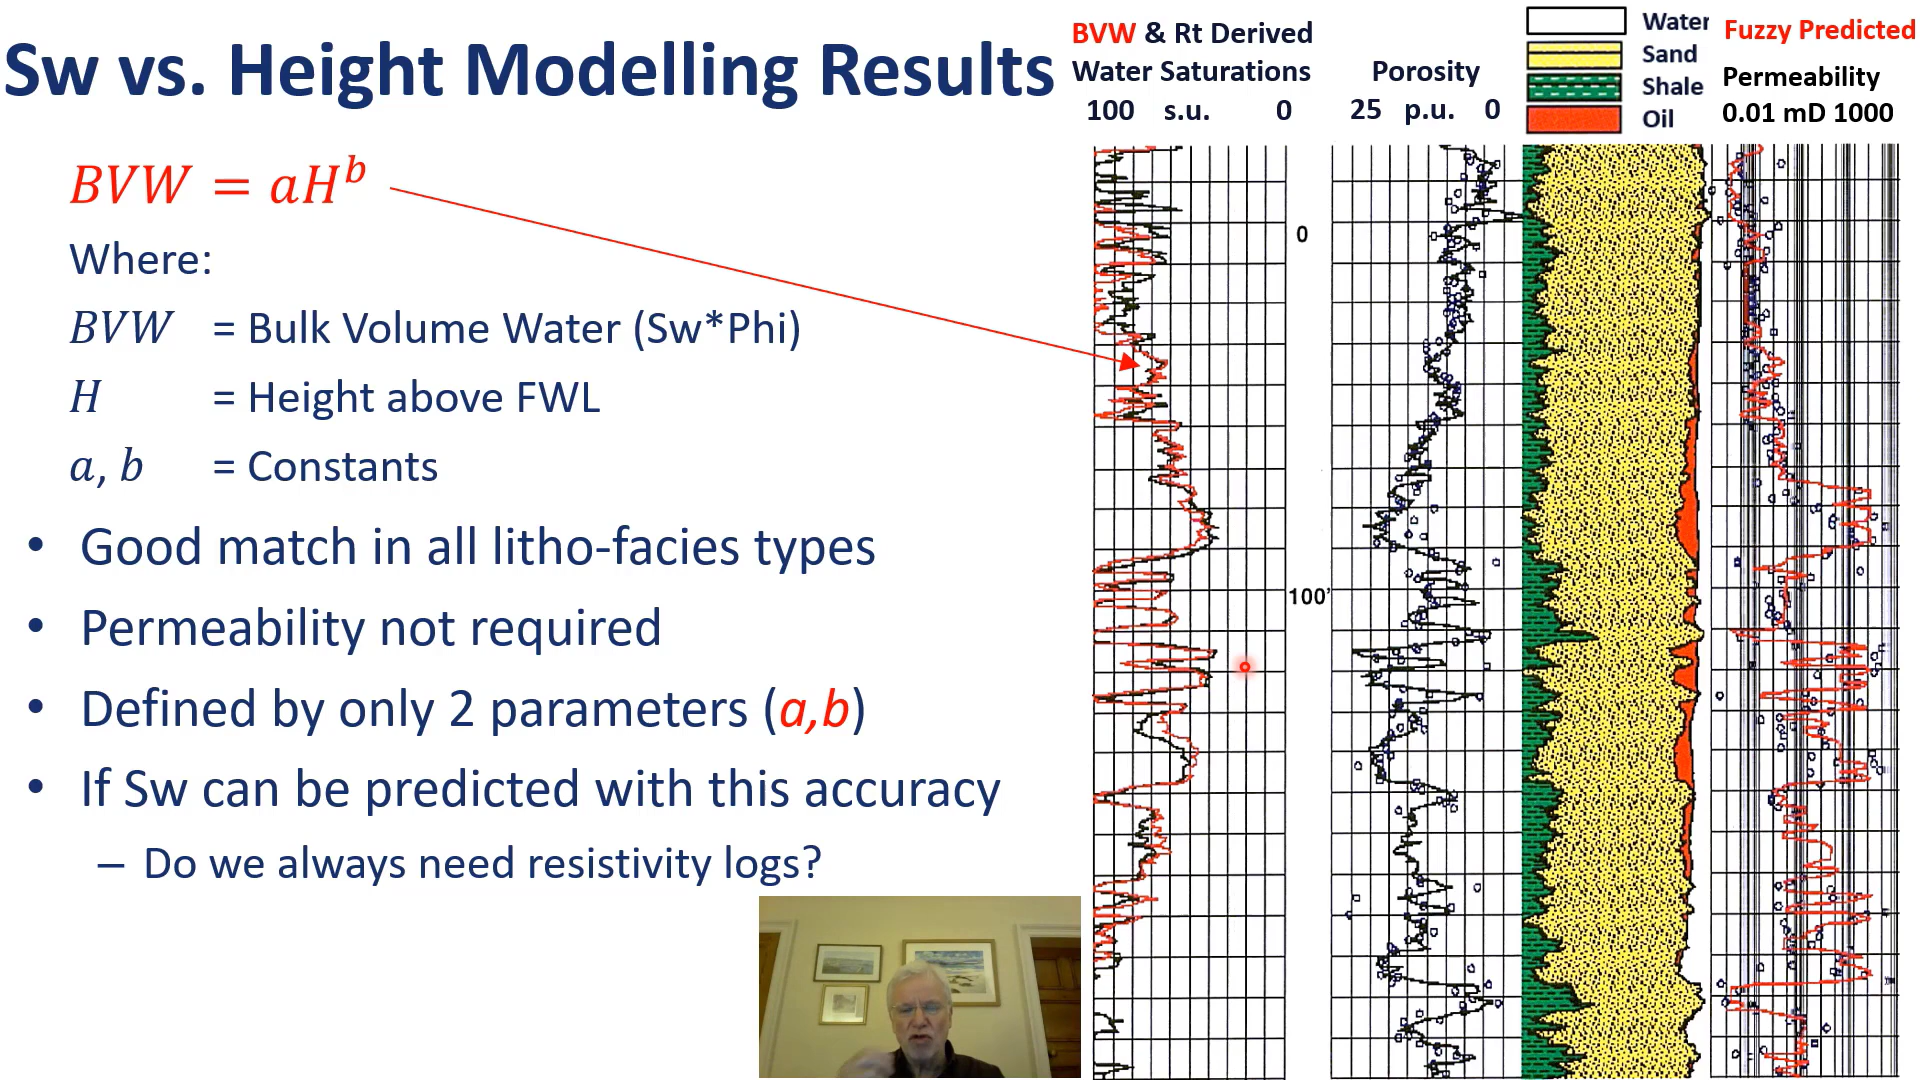 Sw vs. Height Modelling Results
BVW = aH^b
Where:
BVW = Bulk Volume Water (Sw*Phi)
H = Height above FWL
a, b = Constants
• Good match in all litho-facies types
• Permeability not required
• Defined by only 2 parameters (a,b)
• If Sw can be predicted with this accuracy
– Do we always need resistivity logs?
BVW & Rt Derived
Water Saturations
100 s.u. 0
Porosity
25 p.u. 0
Water
Sand
Shale
Oil
Fuzzy Predicted
Permeability
0.01 mD 1000
0
100'